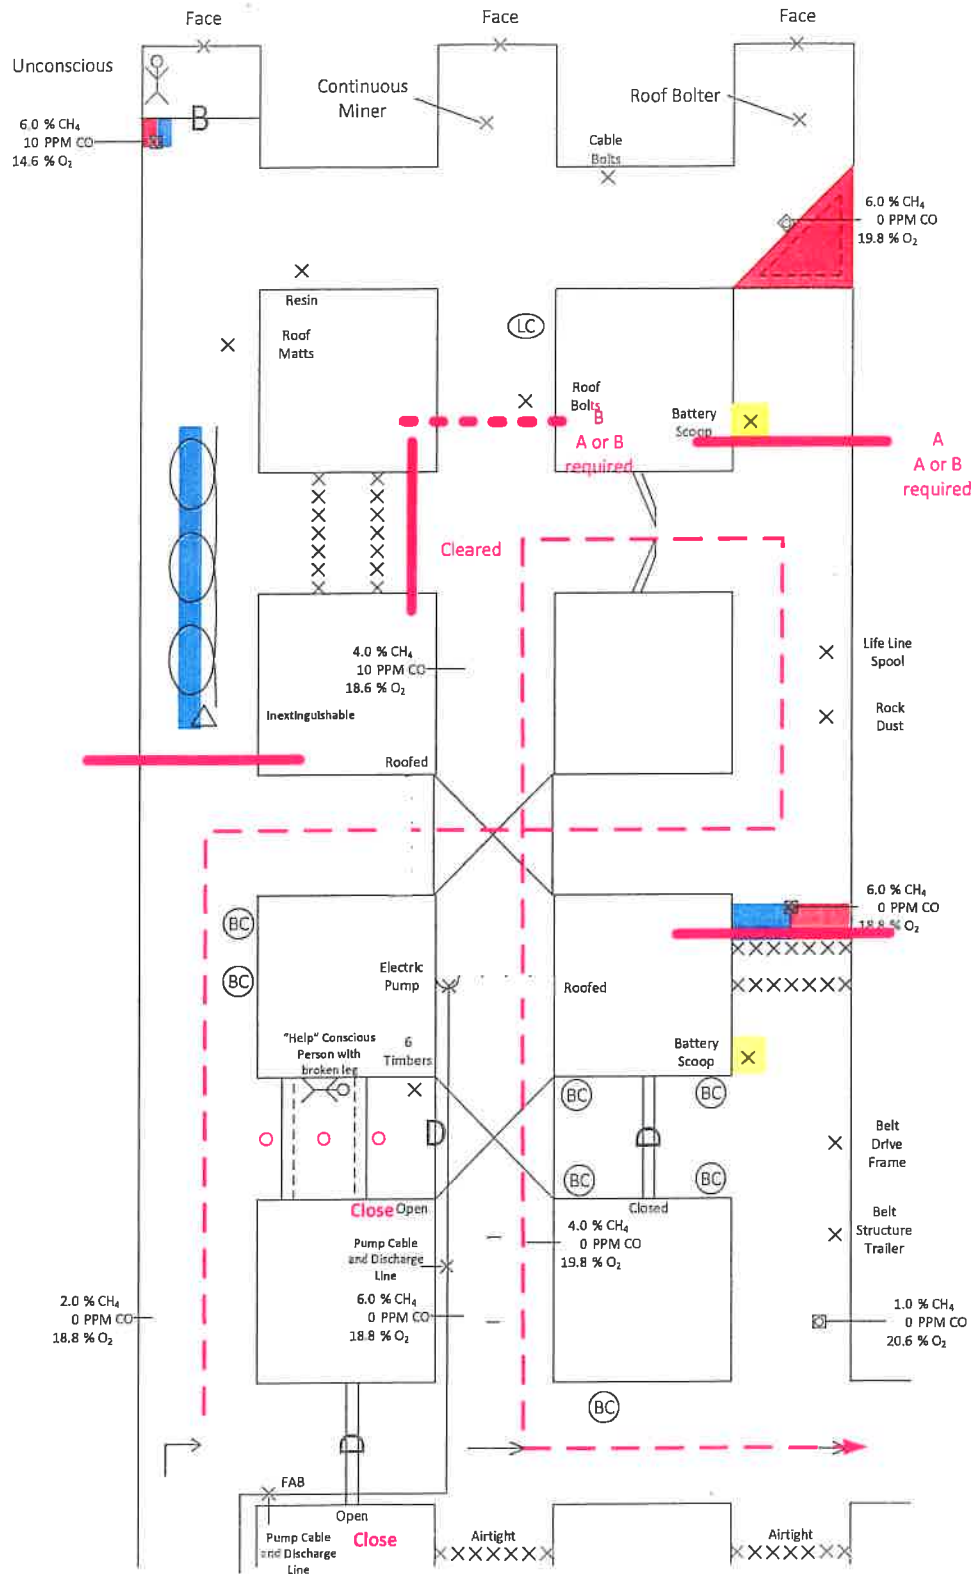 Face
Face
Face
Unconscious
Continuous
Miner
Roof Bolter
B
6.0 % CH₄
10 PPM CO
14.6 % O₂
Cable
Bolts
6.0 % CH₄
0 PPM CO
19.8 % O₂
Resin
Roof
Matts
LC
Roof
Bolts
Battery
Scoop
B
A or B
required
A
A or B
required
Cleared
4.0 % CH₄
10 PPM CO
18.6 % O₂
Life Line
Spool
Rock
Dust
Inextinguishable
Roofed
6.0 % CH₄
0 PPM CO
18.8 % O₂
BC
BC
Electric
Pump
Roofed
"Help" Conscious
Person with
broken leg
6
Timbers
Battery
Scoop
BC
BC
D
D
Belt
Drive
Frame
BC
BC
Close Open
Closed
Pump Cable
and Discharge
Line
4.0 % CH₄
0 PPM CO
19.8 % O₂
Belt
Structure
Trailer
2.0 % CH₄
0 PPM CO
18.8 % O₂
6.0 % CH₄
0 PPM CO
18.8 % O₂
1.0 % CH₄
0 PPM CO
20.6 % O₂
BC
D
FAB
Open
Close
Pump Cable
and Discharge
Line
Airtight
Airtight